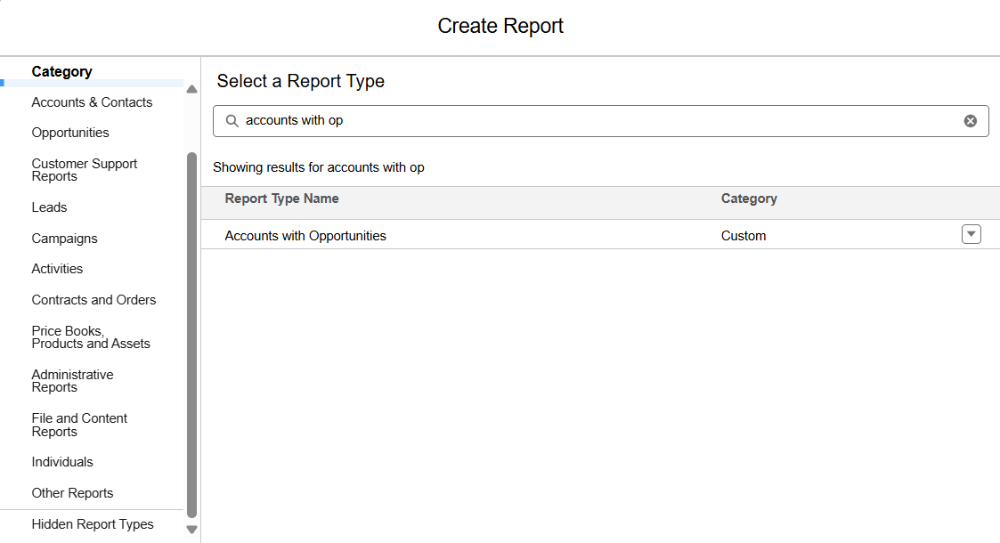 Create Report
Category
Accounts & Contacts
Opportunities
Customer Support
Reports
Leads
Campaigns
Activities
Contracts and Orders
Price Books,
Products and Assets
Administrative
Reports
File and Content
Reports
Individuals
Other Reports
Hidden Report Types
Select a Report Type
accounts with op
Showing results for accounts with op
Report Type Name Category
Accounts with Opportunities Custom